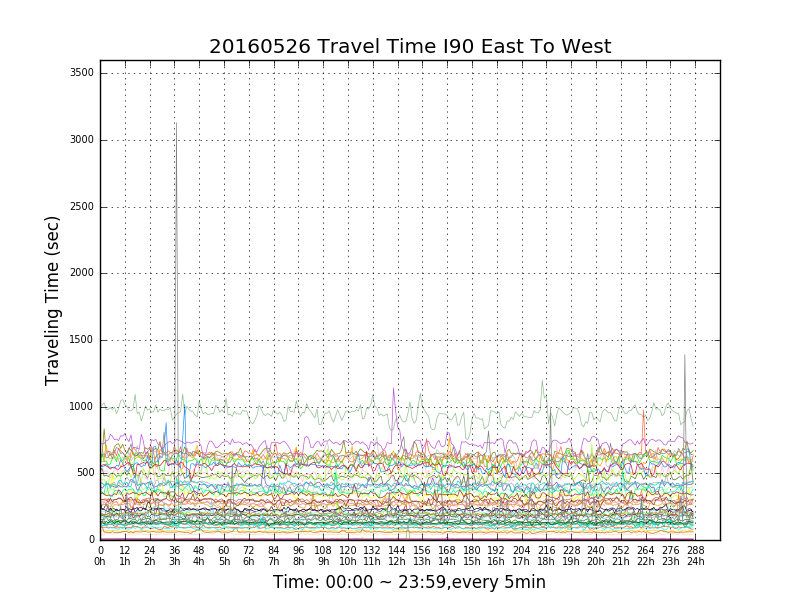 20160526 Travel Time I90 East To West
3500
3000
2500
2000
1500
1000
500
0
Traveling Time (sec)
0 12 24 36 48 60 72 84 96 108 120 132 144 156 168 180 192 204 216 228 240 252 264 276 288
0h 1h 2h 3h 4h 5h 6h 7h 8h 9h 10h 11h 12h 13h 14h 15h 16h 17h 18h 19h 20h 21h 22h 23h 24h
Time: 00:00 ~ 23:59,every 5min